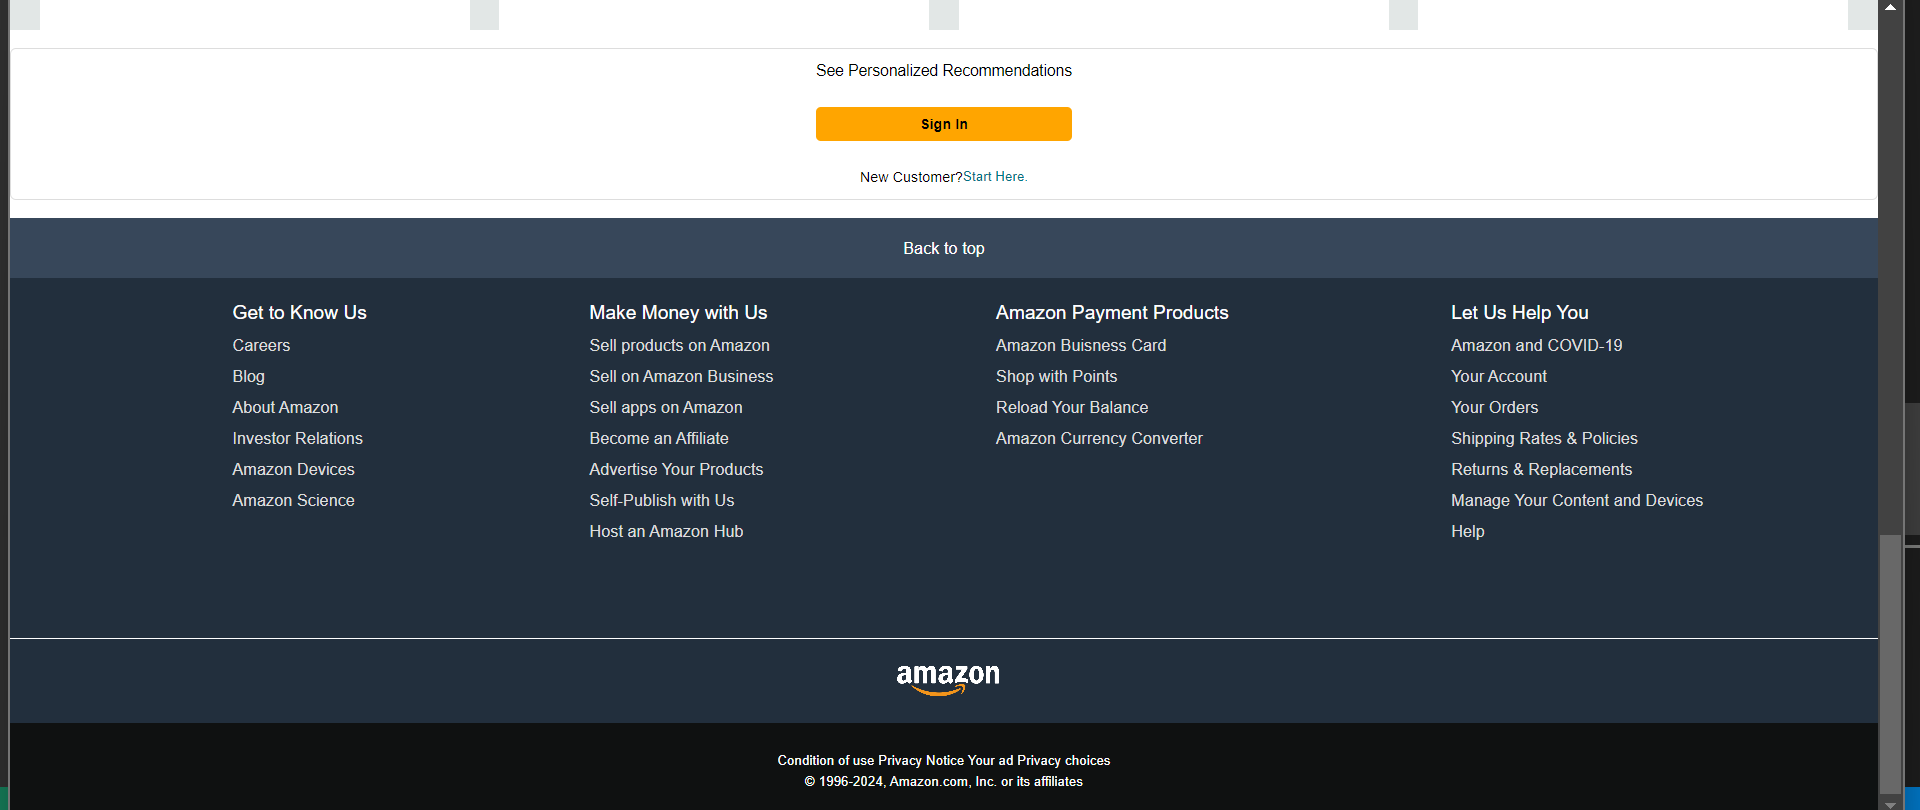 See Personalized Recommendations
Sign In
New Customer?Start Here.
Back to top
Get to Know Us
Careers
Blog
About Amazon
Investor Relations
Amazon Devices
Amazon Science
Make Money with Us
Sell products on Amazon
Sell on Amazon Business
Sell apps on Amazon
Become an Affiliate
Advertise Your Products
Self-Publish with Us
Host an Amazon Hub
Amazon Payment Products
Amazon Buisness Card
Shop with Points
Reload Your Balance
Amazon Currency Converter
Let Us Help You
Amazon and COVID-19
Your Account
Your Orders
Shipping Rates & Policies
Returns & Replacements
Manage Your Content and Devices
Help
amazon
Condition of use Privacy Notice Your ad Privacy choices
© 1996-2024, Amazon.com, Inc. or its affiliates